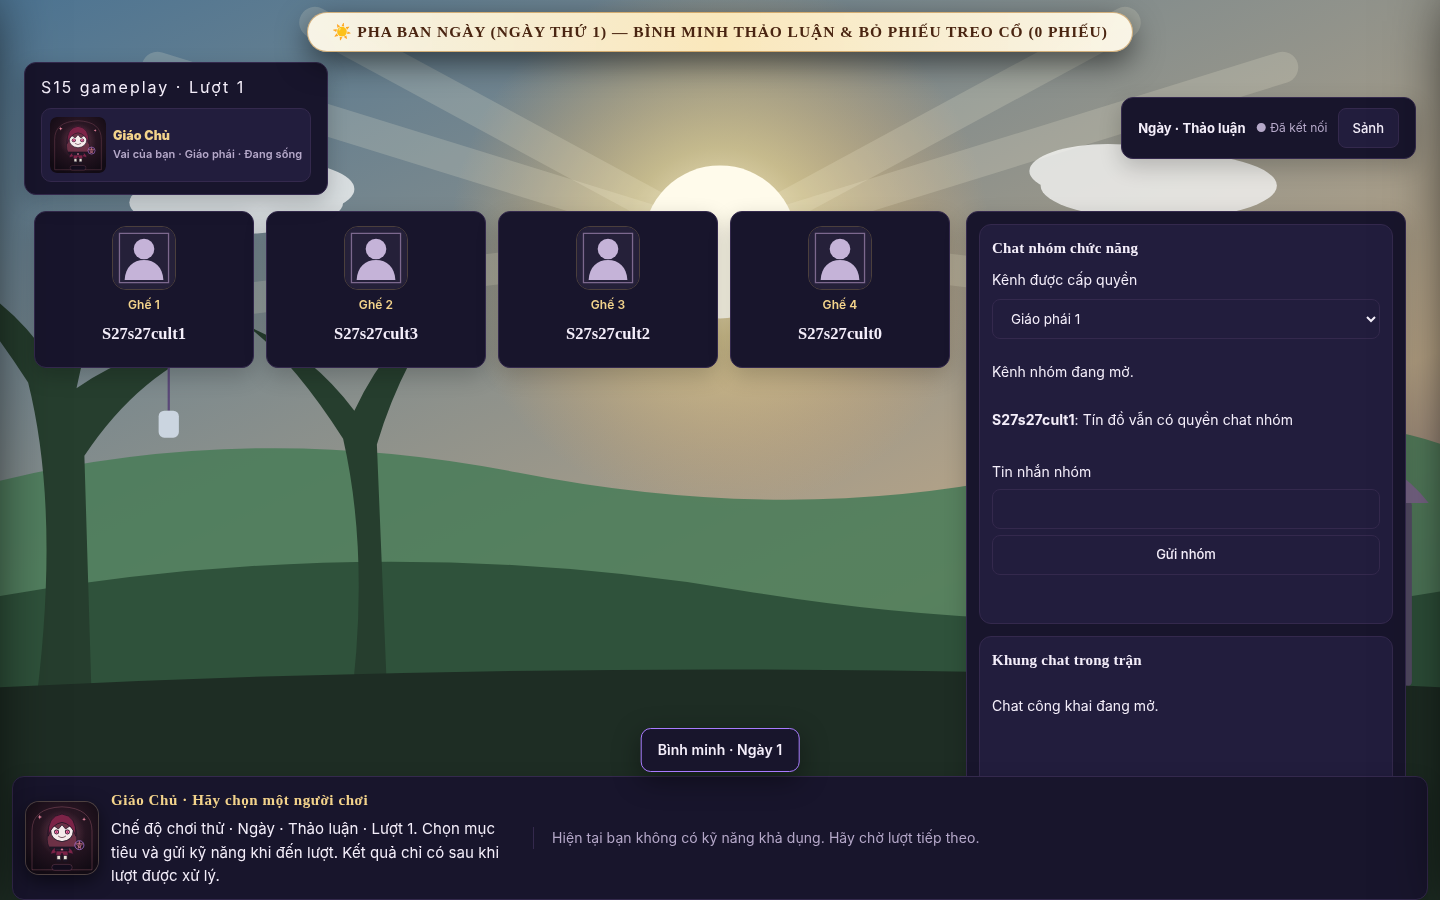 ☀️ PHA BAN NGÀY (NGÀY THỨ 1) — BÌNH MINH THẢO LUẬN & BỎ PHIẾU TREO CỔ (0 PHIẾU)
S15 gameplay · Lượt 1
Giáo Chủ
Vai của bạn · Giáo phái · Đang sống
Ngày · Thảo luận
Đã kết nối
Sảnh
Ghế 1
S27s27cult1
Ghế 2
S27s27cult3
Ghế 3
S27s27cult2
Ghế 4
S27s27cult0
Chat nhóm chức năng
Kênh được cấp quyền
Giáo phái 1
Kênh nhóm đang mở.
S27s27cult1: Tín đồ vẫn có quyền chat nhóm
Tin nhắn nhóm
Gửi nhóm
Khung chat trong trận
Chat công khai đang mở.
Bình minh · Ngày 1
Giáo Chủ · Hãy chọn một người chơi
Chế độ chơi thử · Ngày · Thảo luận · Lượt 1. Chọn mục
tiêu và gửi kỹ năng khi đến lượt. Kết quả chỉ có sau khi
lượt được xử lý.
Hiện tại bạn không có kỹ năng khả dụng. Hãy chờ lượt tiếp theo.